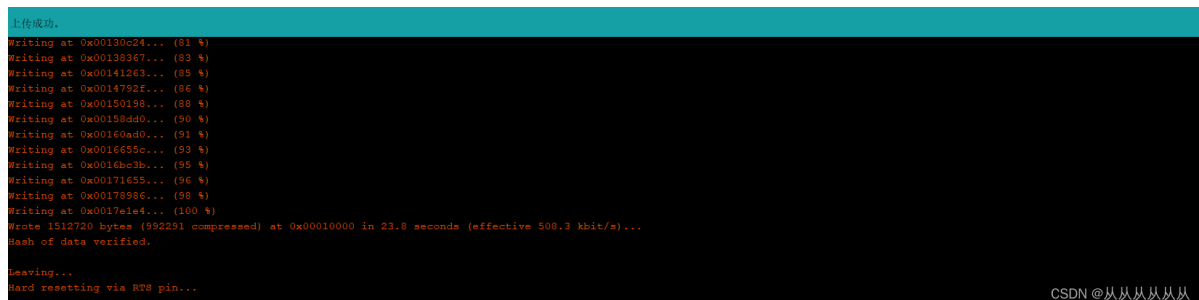 上传成功。
Writing at 0x00130c24... (81 %)
Writing at 0x00138367... (83 %)
Writing at 0x00141263... (85 %)
Writing at 0x0014792f... (86 %)
Writing at 0x00150198... (88 %)
Writing at 0x00158dd0... (90 %)
Writing at 0x00160ad0... (91 %)
Writing at 0x0016655c... (93 %)
Writing at 0x0016bc3b... (95 %)
Writing at 0x00171655... (96 %)
Writing at 0x00178986... (98 %)
Writing at 0x0017e1e4... (100 %)
Wrote 1512720 bytes (992291 compressed) at 0x00010000 in 23.8 seconds (effective 508.3 kbit/s)...
Hash of data verified.
Leaving...
Hard resetting via RTS pin...
CSDN @从从从从从从